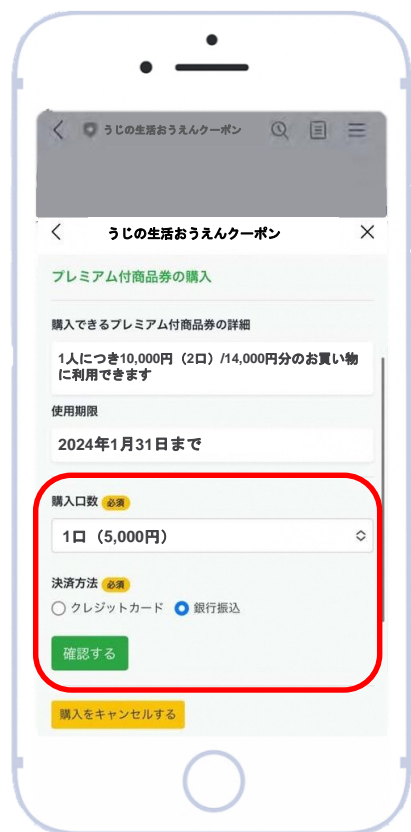 うじの生活おうえんクーポン
うじの生活おうえんクーポン
プレミアム付商品券の購入
購入できるプレミアム付商品券の詳細
1人につき10,000円（2口）/14,000円分のお買い物
に利用できます
使用期限
2024年1月31日まで
購入口数 必須
1口（5,000円）
決済方法 必須
クレジットカード 銀行振込
確認する
購入をキャンセルする